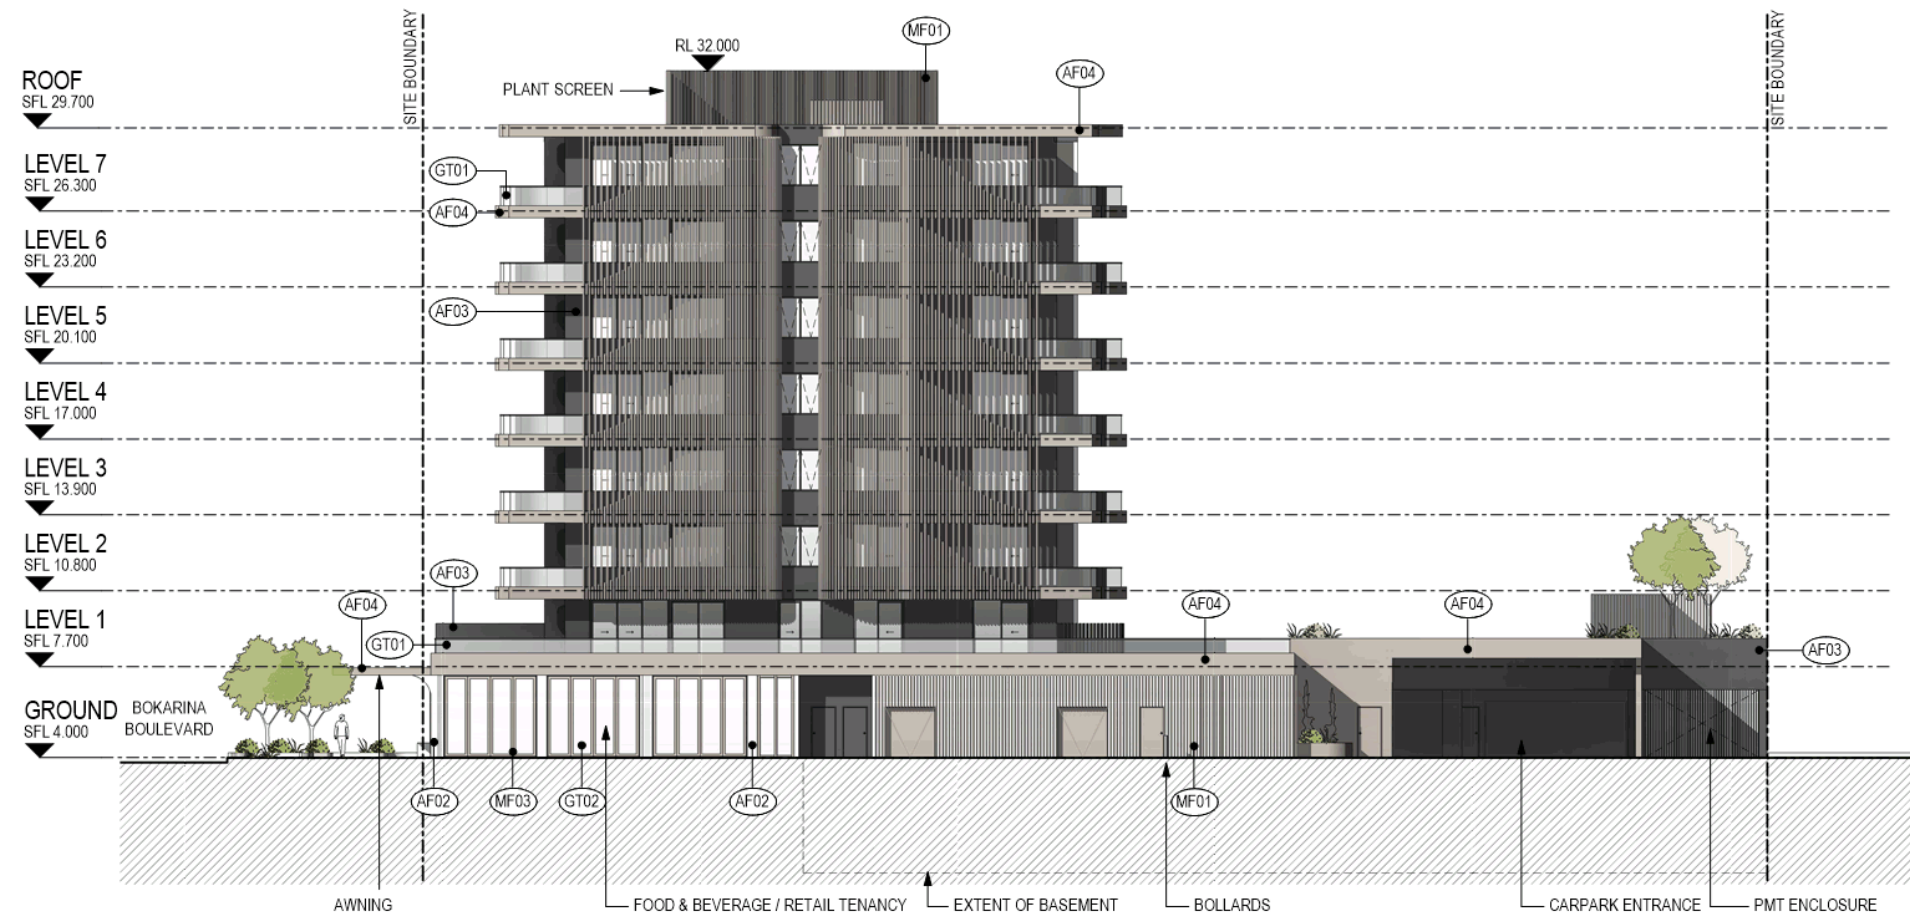 SITE BOUNDARY
SITE BOUNDARY
MF01
RL 32.000
AF04
ROOF
SFL 29.700
PLANT SCREEN
LEVEL 7
SFL 26.300
GT01
AF04
LEVEL 6
SFL 23.200
LEVEL 5
SFL 20.100
AF03
LEVEL 4
SFL 17.000
LEVEL 3
SFL 13.900
LEVEL 2
SFL 10.800
AF03
AF04
AF04
AF04
LEVEL 1
SFL 7.700
GT01
AF03
GROUND
SFL 4.000
BOKARINA
BOULEVARD
AF02
MF03
GT02
AF02
MF01
AWNING
FOOD & BEVERAGE / RETAIL TENANCY
EXTENT OF BASEMENT
BOLLARDS
CARPARK ENTRANCE
PMT ENCLOSURE